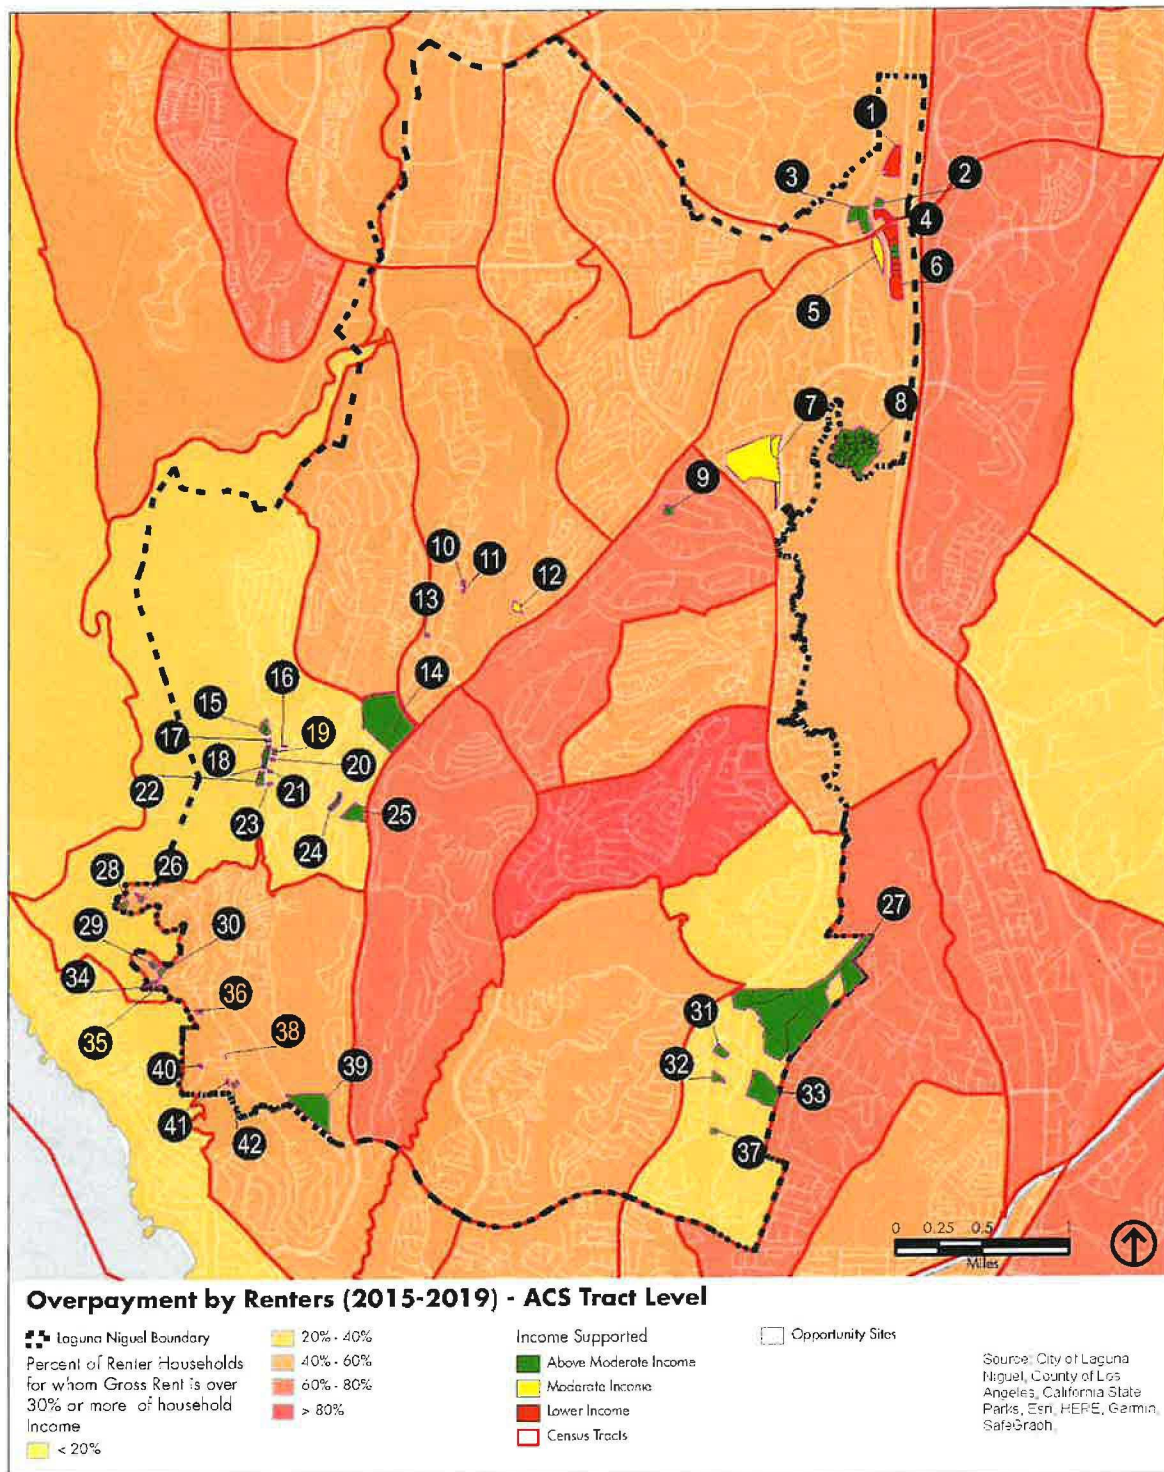 1
3
2
4
6
5
7
8
9
10
11
12
13
14
16
15
17
19
18
20
22
21
23
24
25
28
26
27
29
30
34
36
35
31
38
32
40
39
33
41
42
37
0 0.25 0.5 1
Miles
Overpayment by Renters (2015-2019) - ACS Tract Level
Laguna Niguel Boundary
Percent of Renter Households
for whom Gross Rent is over
30% or more of household
Income
< 20%
20% - 40%
40% - 60%
60% - 80%
> 80%
Income Supported
Above Moderate Income
Moderate Income
Lower Income
Census Tracts
Opportunity Sites
Source: City of Laguna
Niguel, County of Los
Angeles, California State
Parks, Esri, HERE, Garmin,
SafeGraph,